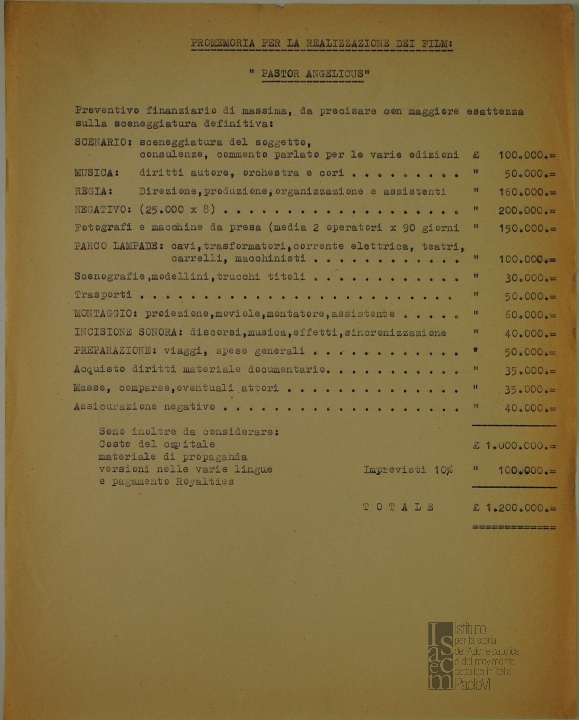 PROMEMORIA PER LA REALIZZAZIONE DEI FILM:
" PASTOR ANGELICUS"
Preventivo finanziario di massima, da precisare con maggiore esattezza
sulla sceneggiatura definitiva:
SCENARIO: sceneggiatura del soggetto,
consulenze, commento parlato per le varie edizioni £ 100.000.=
MUSICA: diritti autore, orchestra e cori . . . . . . . . . " 50.000.=
REGIA: Direzione,produzione,organizzazione e assistenti " 160.000.=
NEGATIVO: (25.000 x 8) . . . . . . . . . . . . . . . . . . . " 200.000.=
Fotografi e macchine da presa (media 2 operatori x 90 giorni " 150.000.=
PARCO LAMPADE: cavi,trasformatori,corrente elettrica, teatri,
carrelli, macchinisti . . . . . . . . . . . . " 100.000.=
Scenografie,modellini,trucchi titoli . . . . . . . . . . . . " 30.000.=
Trasporti . . . . . . . . . . . . . . . . . . . . . . . . . " 50.000.=
MONTAGGIO: proiezione,moviole,montatore,assistente . . . . . " 60.000.=
INCISIONE SONORA: discorsi,musica,effetti,sincronizzazione " 40.000.=
PREPARAZIONE: viaggi, spese generali . . . . . . . . . . . . " 50.000.=
Acquisto diritti materiale documentario. . . . . . . . . . . " 35.000.=
Masse, comparse,eventuali attori . . . . . . . . . . . . . . " 35.000.=
Assicurazione negativo . . . . . . . . . . . . . . . . . . . " 40.000.=
Sono inoltre da considerare:
Costo del capitale £ 1.000.000.=
materiale di propaganda
versioni nelle varie lingue Imprevisti 10% " 100.000.=
e pagamento Royalties
T O T A L E £ 1.200.000.=
Isacem
Istituto
per la storia
dell'Azione cattolica
e del movimento
cattolico in Italia
Paolo VI